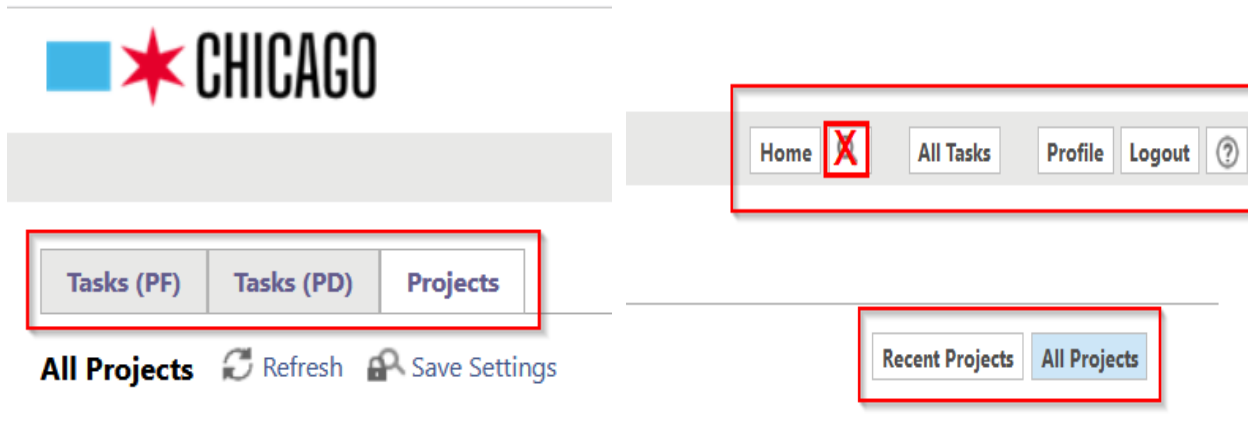 CHICAGO
Home X All Tasks Profile Logout ?
Tasks (PF) Tasks (PD) Projects
All Projects Refresh Save Settings
Recent Projects All Projects